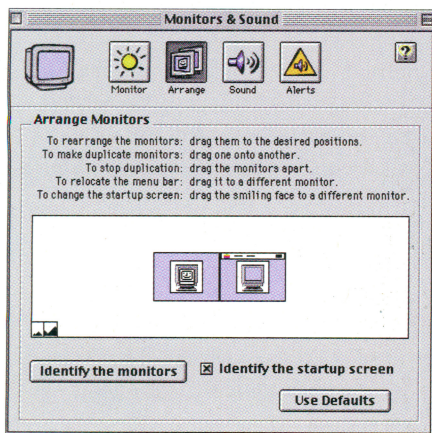 Monitors & Sound
Monitor Arrange Sound Alerts
?
Arrange Monitors
To rearrange the monitors: drag them to the desired positions.
To make duplicate monitors: drag one onto another.
To stop duplication: drag the monitors apart.
To relocate the menu bar: drag it to a different monitor.
To change the startup screen: drag the smiling face to a different monitor.
Identify the monitors
Identify the startup screen
Use Defaults